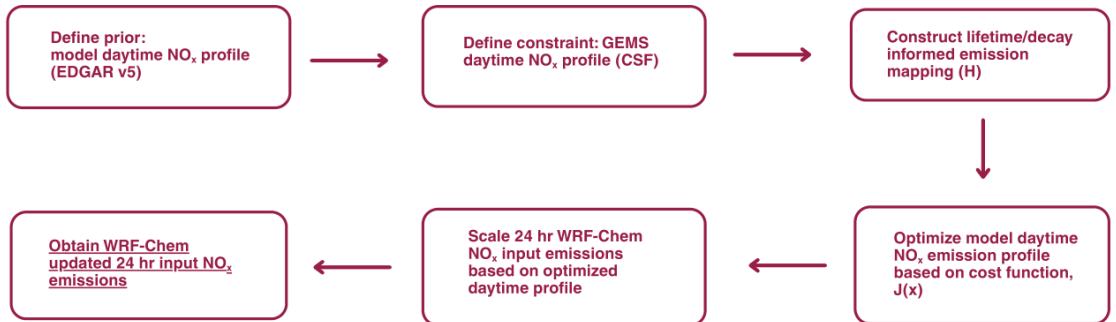 Define prior:
model daytime NOₓ profile
(EDGAR v5)
Define constraint: GEMS
daytime NOₓ profile (CSF)
Construct lifetime/decay
informed emission
mapping (H)
Optimize model daytime
NOₓ emission profile
based on cost function,
J(x)
Scale 24 hr WRF-Chem
NOₓ input emissions
based on optimized
daytime profile
Obtain WRF-Chem
updated 24 hr input NOₓ
emissions